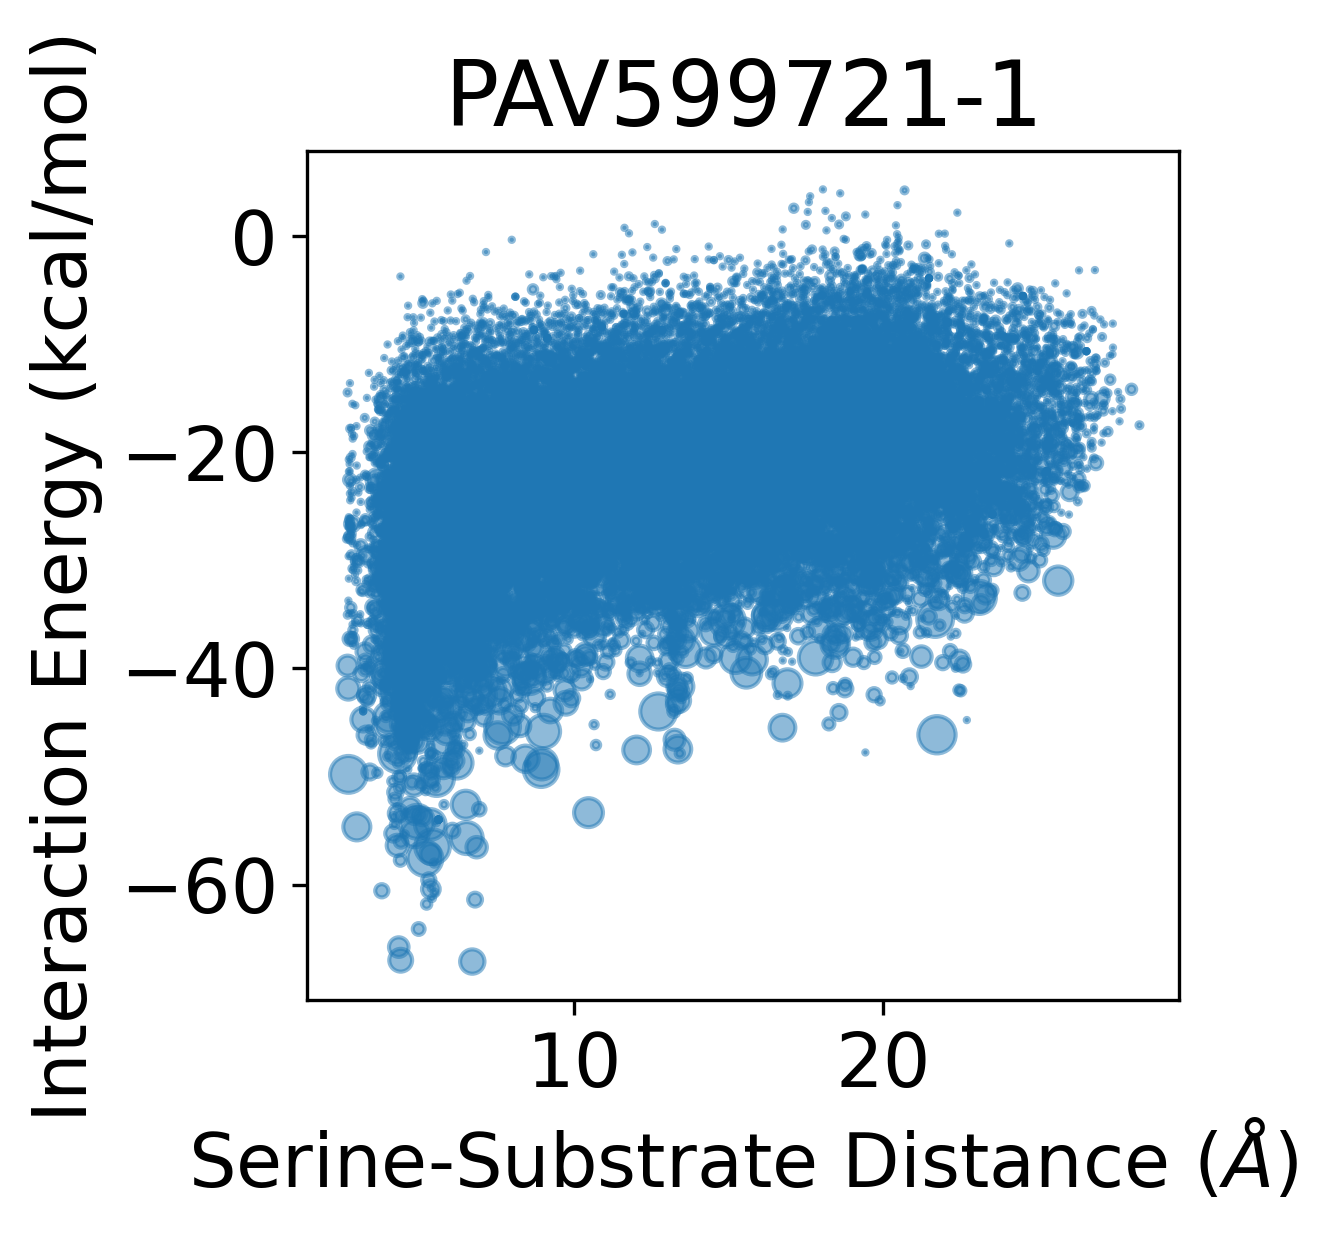 PAV599721-1
Interaction Energy (kcal/mol)
0
−20
−40
−60
10
20
Serine-Substrate Distance (Å)